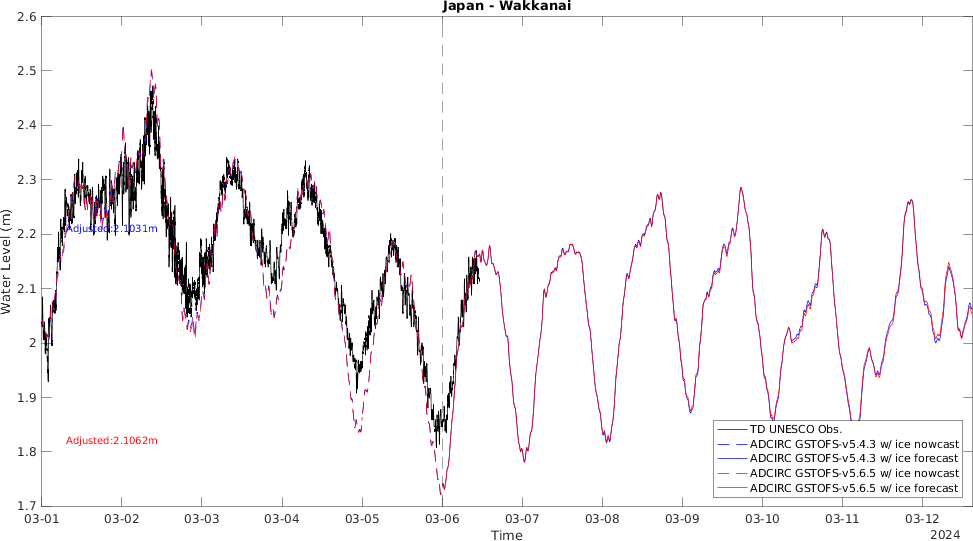 Japan - Wakkanai
2.6
2.5
2.4
2.3
2.2
2.1
2
1.9
1.8
1.7
Water Level (m)
Adjusted:2.1031m
Adjusted:2.1062m
TD UNESCO Obs.
ADCIRC GSTOFS-v5.4.3 w/ ice nowcast
ADCIRC GSTOFS-v5.4.3 w/ ice forecast
ADCIRC GSTOFS-v5.6.5 w/ ice nowcast
ADCIRC GSTOFS-v5.6.5 w/ ice forecast
03-01 03-02 03-03 03-04 03-05 03-06 03-07 03-08 03-09 03-10 03-11 03-12
Time
2024